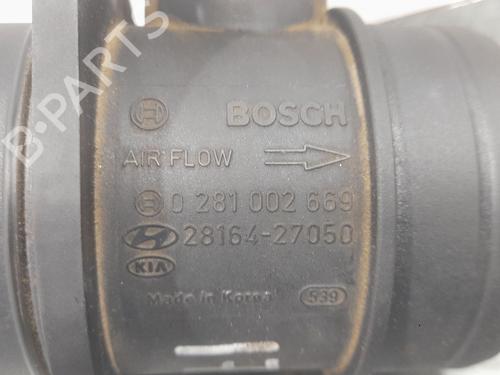 BOSCH
AIR FLOW
0 281 002 669
28164-27050
KIA
Made in Korea 539
B-PARTS